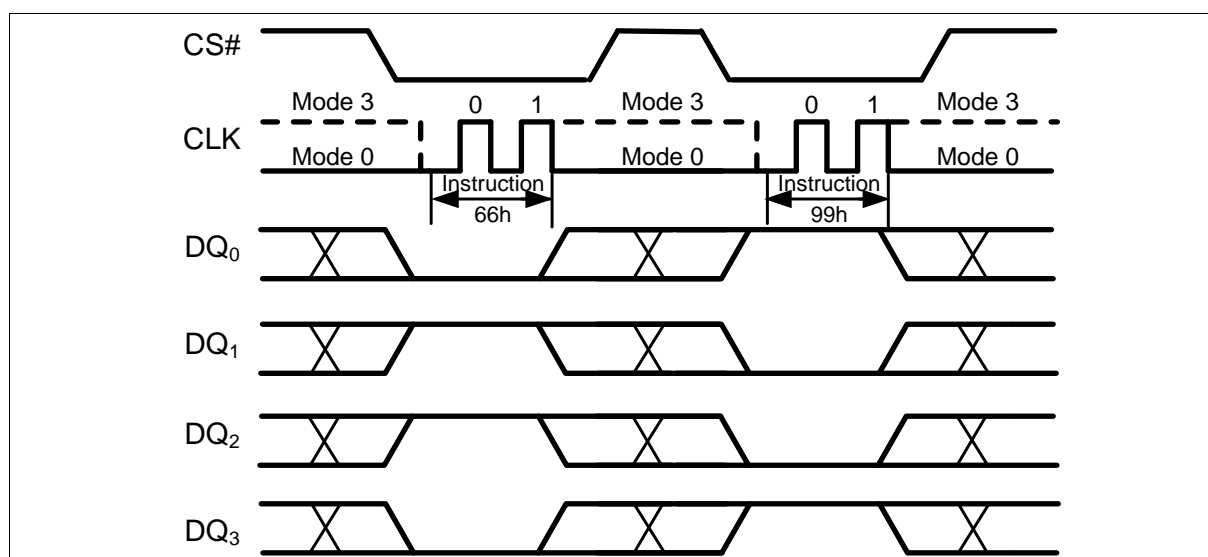 CS#
Mode 3 0 1 Mode 3 0 1 Mode 3
CLK
Mode 0 Mode 0 Mode 0
Instruction Instruction
66h 99h
DQ₀
DQ₁
DQ₂
DQ₃